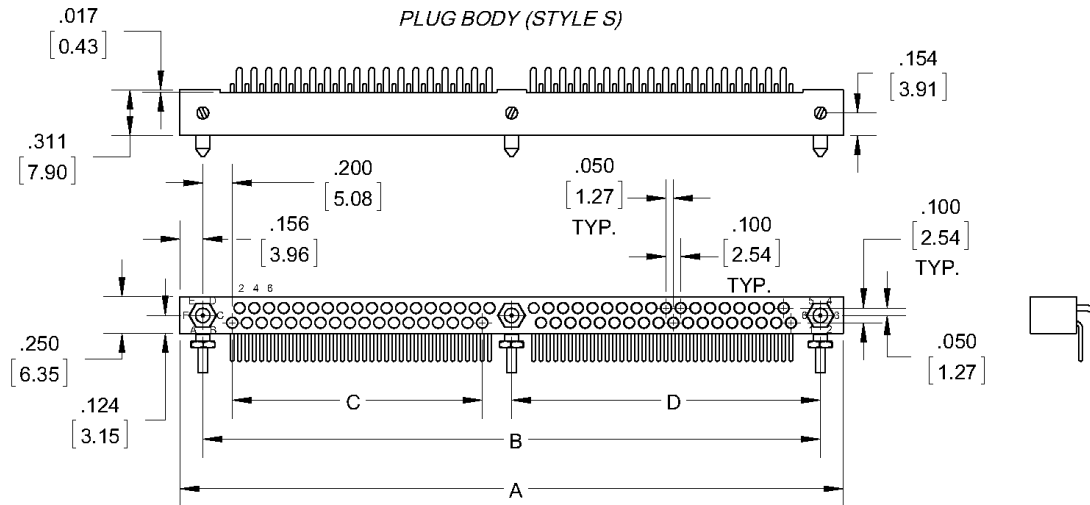 PLUG BODY (STYLE S)
.017
[0.43]
.154
[3.91]
.311
[7.90]
.200
[5.08]
.050
[1.27]
TYP.
.156
[3.96]
.100
[2.54]
TYP.
.100
[2.54]
TYP.
2 4 6
.250
[6.35]
.050
[1.27]
.124
[3.15]
C
D
B
A